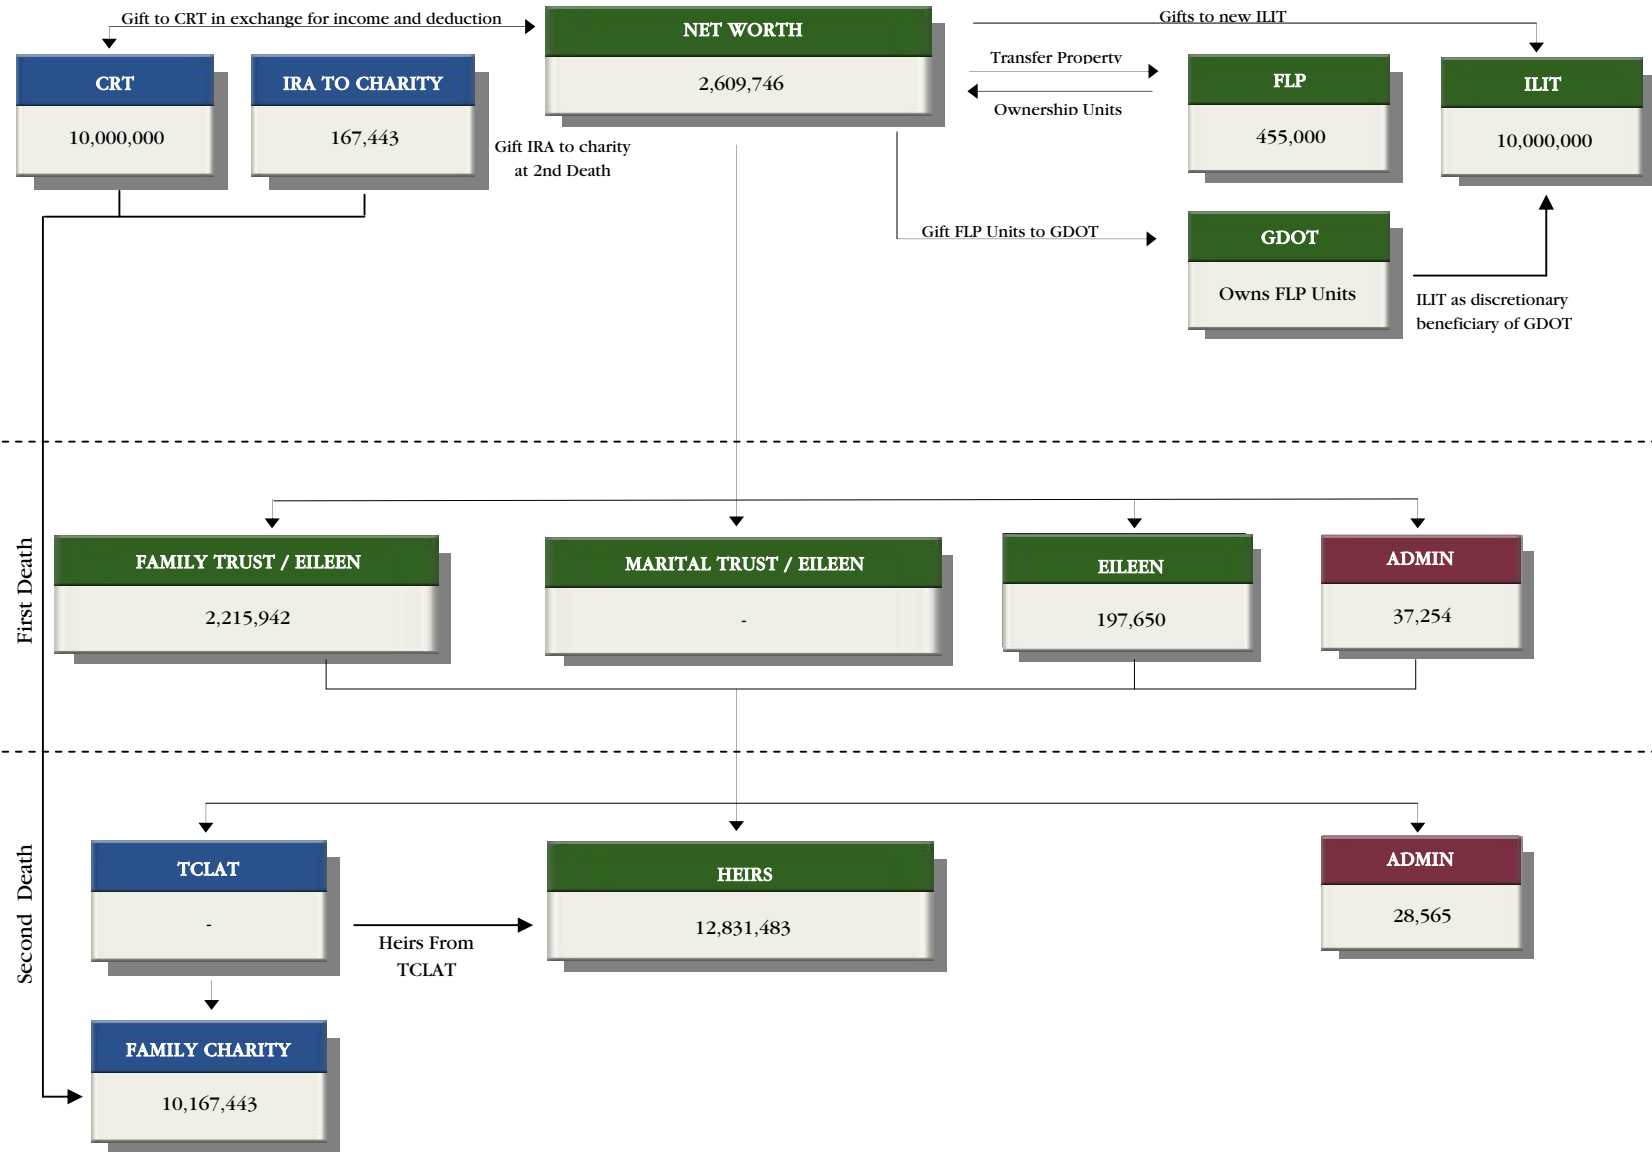 Gift to CRT in exchange for income and deduction
NET WORTH
2,609,746
Gifts to new ILIT
CRT
10,000,000
IRA TO CHARITY
167,443
Gift IRA to charity
at 2nd Death
Transfer Property
Ownership Units
FLP
455,000
ILIT
10,000,000
Gift FLP Units to GDOT
GDOT
Owns FLP Units
ILIT as discretionary
beneficiary of GDOT
First Death
FAMILY TRUST / EILEEN
2,215,942
MARITAL TRUST / EILEEN
-
EILEEN
197,650
ADMIN
37,254
Second Death
TCLAT
-
Heirs From
TCLAT
HEIRS
12,831,483
ADMIN
28,565
FAMILY CHARITY
10,167,443